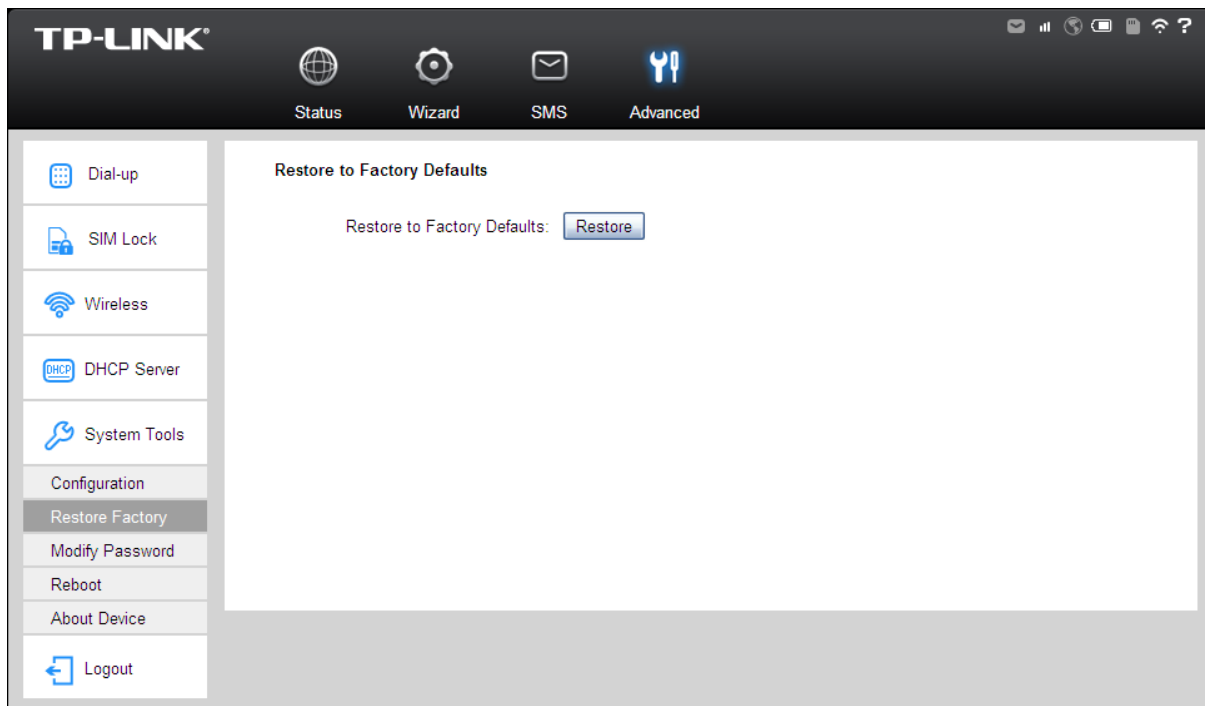 TP-LINK®
?
Status Wizard SMS Advanced
Dial-up
SIM Lock
Wireless
DHCP DHCP Server
System Tools
Configuration
Restore Factory
Modify Password
Reboot
About Device
Logout
Restore to Factory Defaults
Restore to Factory Defaults: Restore